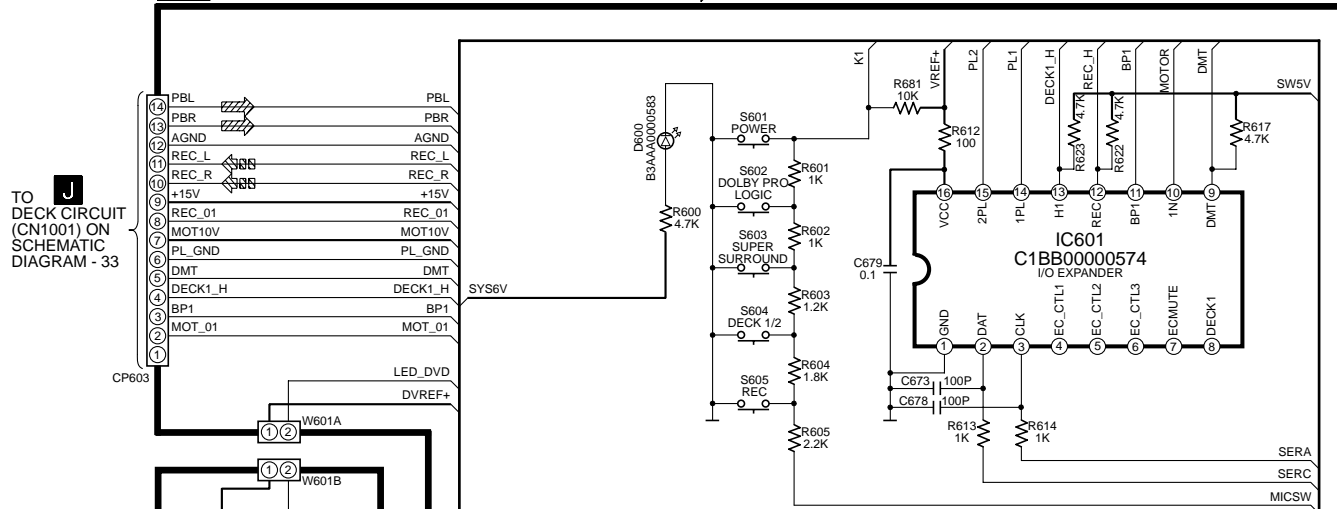 TO J
DECK CIRCUIT
(CN1001) ON
SCHEMATIC
DIAGRAM - 33
14 PBL PBL
13 PBR PBR
12 AGND AGND
11 REC_L REC_L
10 REC_R REC_R
9 +15V +15V
8 REC_01 REC_01
7 MOT10V MOT10V
6 PL_GND PL_GND
5 DMT DMT
4 DECK1_H DECK1_H
3 BP1 BP1
2 MOT_01 MOT_01
1
CP603
SYS6V
LED_DVD
DVREF+
W601A
1 2
1 2
W601B
D600
B3AAA0000583
R600
4.7K
S601
POWER
S602
DOLBY PRO
LOGIC
S603
SUPER
SURROUND
S604
DECK 1/2
S605
REC
R601
1K
R602
1K
R603
1.2K
R604
1.8K
R605
2.2K
K1
R681
10K
VREF+
PL2
PL1
DECK1_H
REC_H
BP1
MOTOR
DMT
SW5V
R612
100
R623
4.7K
R622
4.7K
R617
4.7K
16 15 14 13 12 11 10 9
VCC
2PL
1PL
H1
REC
BP1
1N
DMT
IC601
C1BB00000574
I/O EXPANDER
GND
DAT
CLK
EC_CTL1
EC_CTL2
EC_CTL3
ECMUTE
DECK1
1 2 3 4 5 6 7 8
C679
0.1
C673 100P
C678 100P
R613
1K
R614
1K
SERA
SERC
MICSW